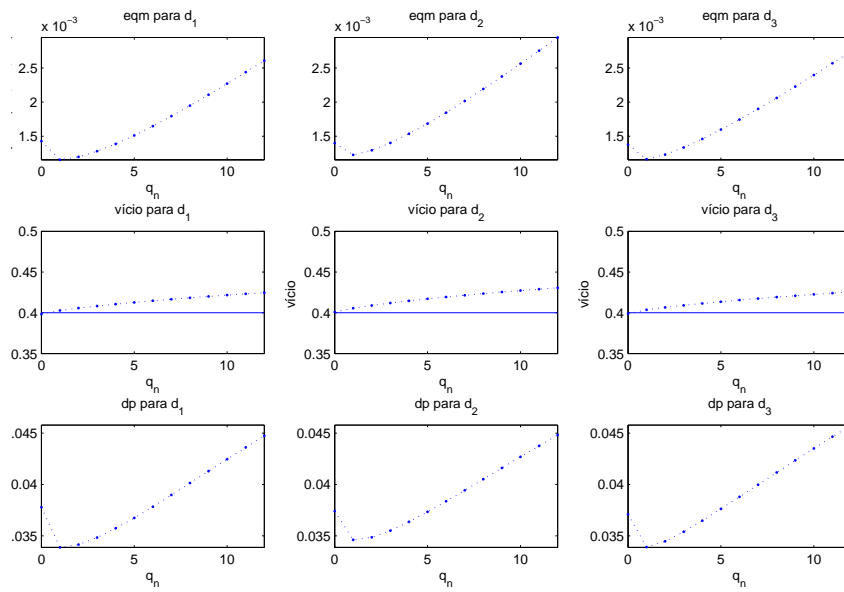 x 10⁻³
eqm para d₁
2.5
2
1.5
0 5 10
qₙ
x 10⁻³
eqm para d₂
2.5
2
1.5
0 5 10
qₙ
x 10⁻³
eqm para d₃
2.5
2
1.5
0 5 10
qₙ
vício para d₁
0.5
0.45
0.4
0.35
0 5 10
qₙ
vício para d₂
vício
0.5
0.45
0.4
0.35
0 5 10
qₙ
vício para d₃
vício
0.5
0.45
0.4
0.35
0 5 10
qₙ
dp para d₁
.045
0.04
.035
0 5 10
qₙ
dp para d₂
0.045
0.04
0.035
0 5 10
qₙ
dp para d₃
0.045
0.04
0.035
0 5 10
qₙ